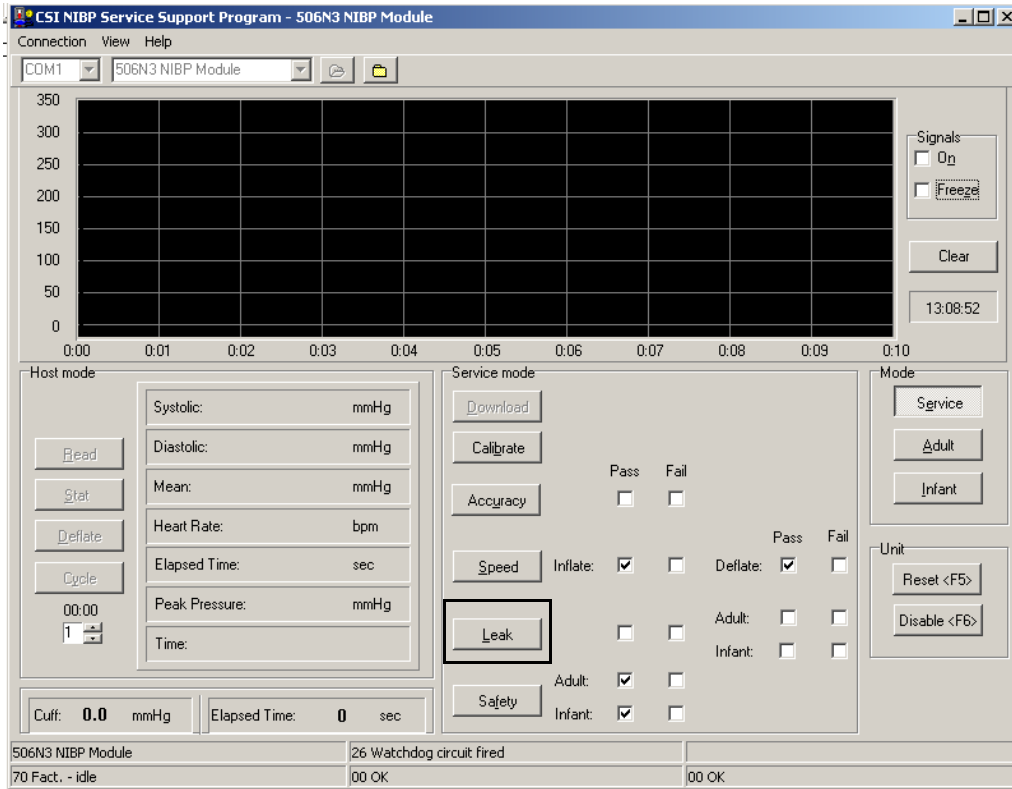 CSI NIBP Service Support Program - 506N3 NIBP Module
Connection View Help
COM1 506N3 NIBP Module
350
300
250
200
150
100
50
0
0:00 0:01 0:02 0:03 0:04 0:05 0:06 0:07 0:08 0:09 0:10
Signals
On
Freeze
Clear
13:08:52
Host mode
Read
Stat
Deflate
Cycle
00:00
1
Systolic: mmHg
Diastolic: mmHg
Mean: mmHg
Heart Rate: bpm
Elapsed Time: sec
Peak Pressure: mmHg
Time:
Cuff: 0.0 mmHg
Elapsed Time: 0 sec
Service mode
Download
Calibrate
Pass Fail
Accuracy
Pass Fail
Speed Inflate: Deflate:
Leak
Adult:
Infant:
Safety
Adult:
Infant:
Mode
Service
Adult
Infant
Unit
Reset <F5>
Disable <F6>
506N3 NIBP Module 26 Watchdog circuit fired
70 Fact. - idle 00 OK 00 OK